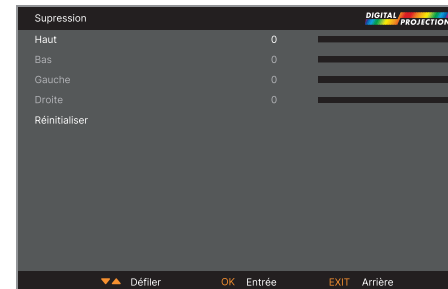 Supression
DIGITAL PROJECTION
Haut 0
Bas 0
Gauche 0
Droite 0
Réinitialiser
▼▲ Défiler OK Entrée EXIT Arrière